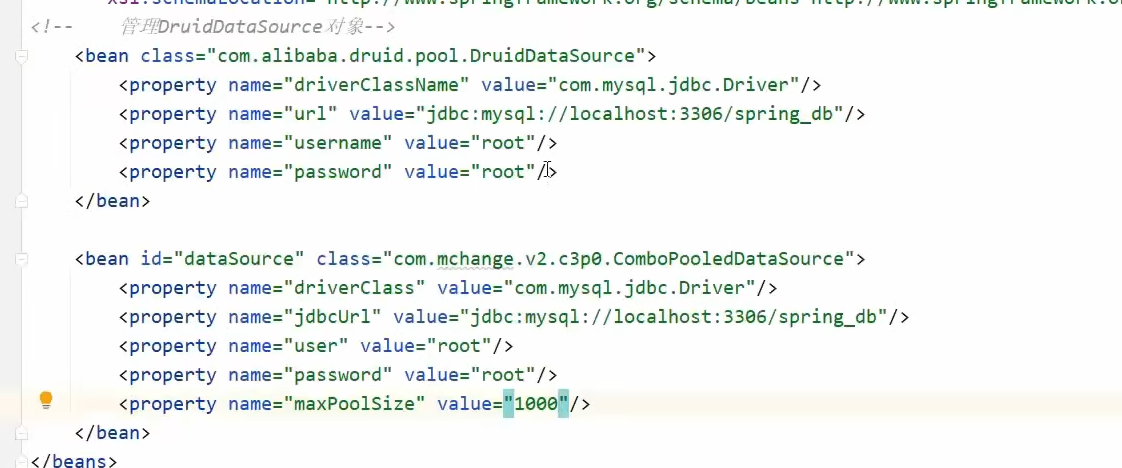 xsi:schemaLocation="http://www.springframework.org/schema/beans http://www.springframework.o
<!--    管理DruidDataSource对象-->
<bean class="com.alibaba.druid.pool.DruidDataSource">
<property name="driverClassName" value="com.mysql.jdbc.Driver"/>
<property name="url" value="jdbc:mysql://localhost:3306/spring_db"/>
<property name="username" value="root"/>
<property name="password" value="root"/>
</bean>
<bean id="dataSource" class="com.mchange.v2.c3p0.ComboPooledDataSource">
<property name="driverClass" value="com.mysql.jdbc.Driver"/>
<property name="jdbcUrl" value="jdbc:mysql://localhost:3306/spring_db"/>
<property name="user" value="root"/>
<property name="password" value="root"/>
<property name="maxPoolSize" value="1000"/>
</bean>
</beans>